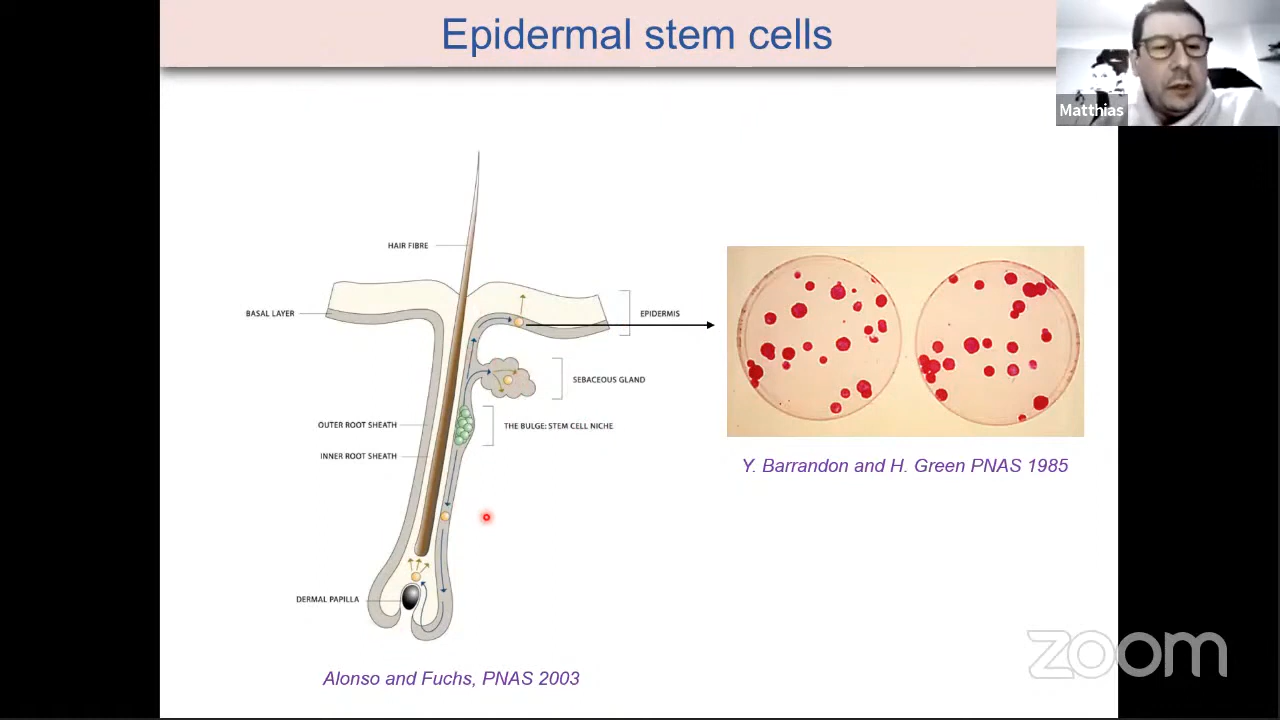 Epidermal stem cells
Matthias
HAIR FIBRE
BASAL LAYER
EPIDERMIS
SEBACEOUS GLAND
OUTER ROOT SHEATH
THE BULGE: STEM CELL NICHE
INNER ROOT SHEATH
Y. Barrandon and H. Green PNAS 1985
DERMAL PAPILLA
zoom
Alonso and Fuchs, PNAS 2003